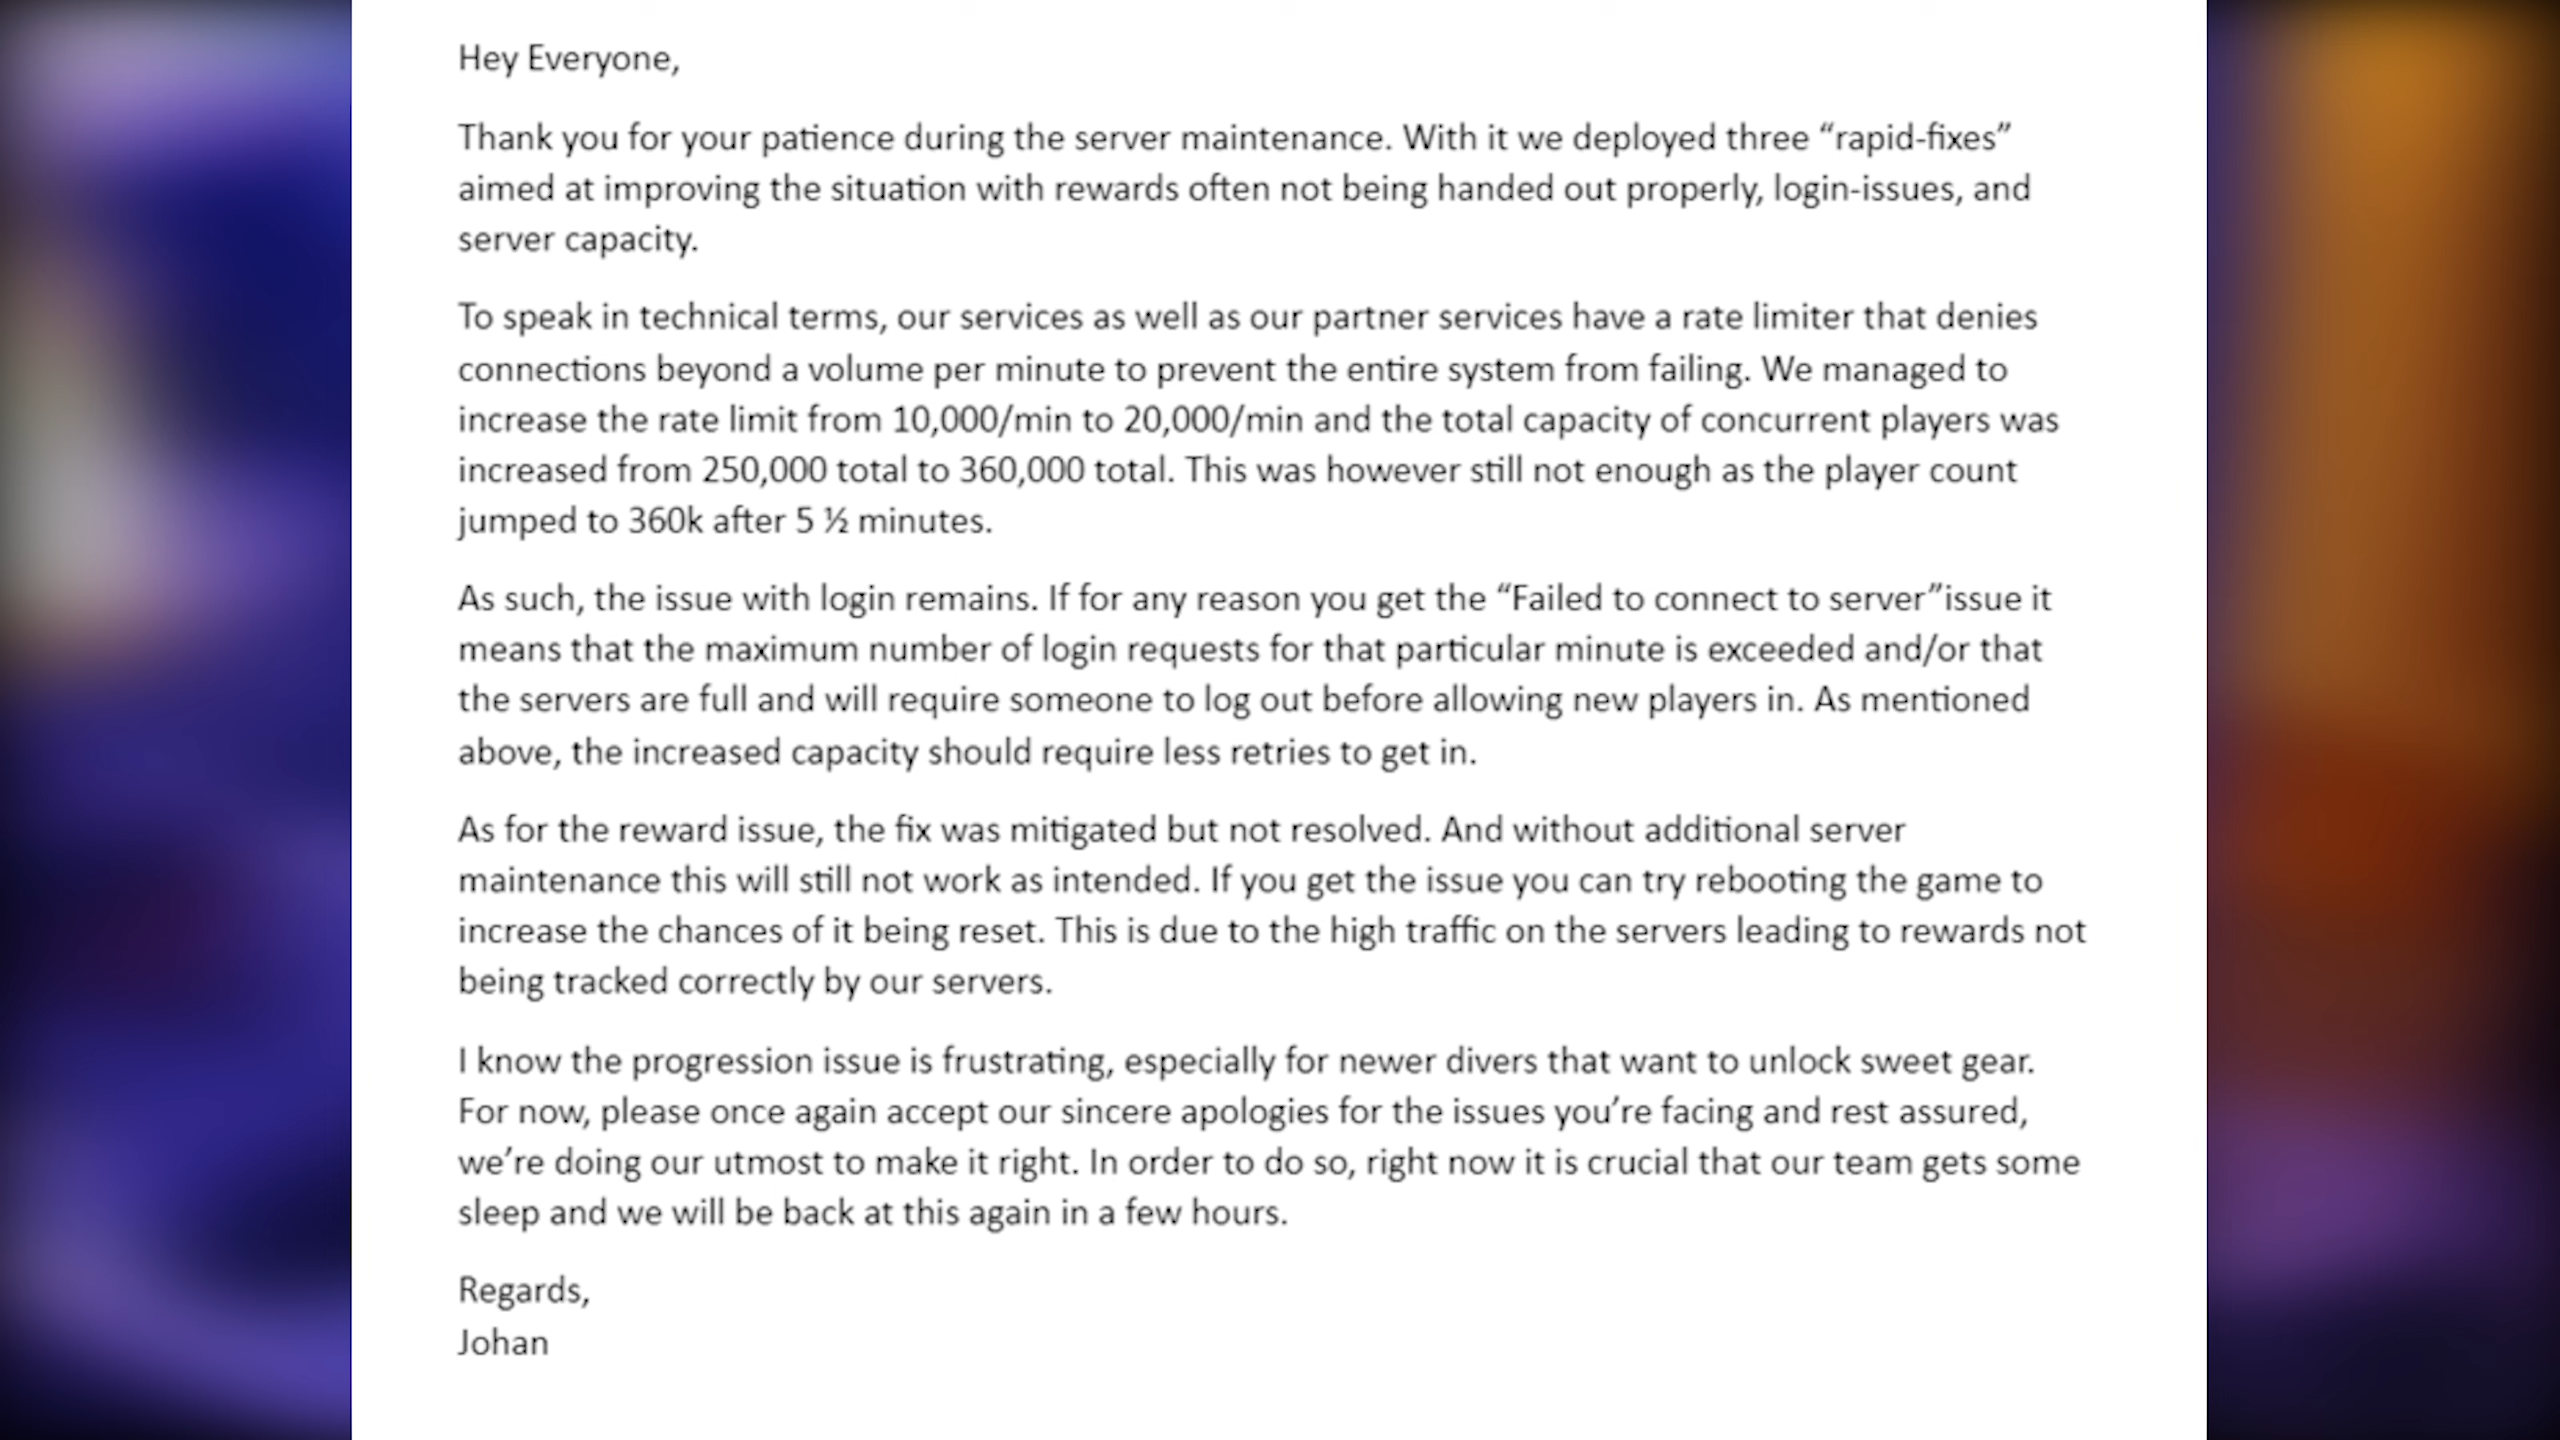 Hey Everyone,
Thank you for your patience during the server maintenance. With it we deployed three “rapid-fixes”
aimed at improving the situation with rewards often not being handed out properly, login-issues, and
server capacity.
To speak in technical terms, our services as well as our partner services have a rate limiter that denies
connections beyond a volume per minute to prevent the entire system from failing. We managed to
increase the rate limit from 10,000/min to 20,000/min and the total capacity of concurrent players was
increased from 250,000 total to 360,000 total. This was however still not enough as the player count
jumped to 360k after 5 ½ minutes.
As such, the issue with login remains. If for any reason you get the “Failed to connect to server”issue it
means that the maximum number of login requests for that particular minute is exceeded and/or that
the servers are full and will require someone to log out before allowing new players in. As mentioned
above, the increased capacity should require less retries to get in.
As for the reward issue, the fix was mitigated but not resolved. And without additional server
maintenance this will still not work as intended. If you get the issue you can try rebooting the game to
increase the chances of it being reset. This is due to the high traffic on the servers leading to rewards not
being tracked correctly by our servers.
I know the progression issue is frustrating, especially for newer divers that want to unlock sweet gear.
For now, please once again accept our sincere apologies for the issues you’re facing and rest assured,
we’re doing our utmost to make it right. In order to do so, right now it is crucial that our team gets some
sleep and we will be back at this again in a few hours.
Regards,
Johan